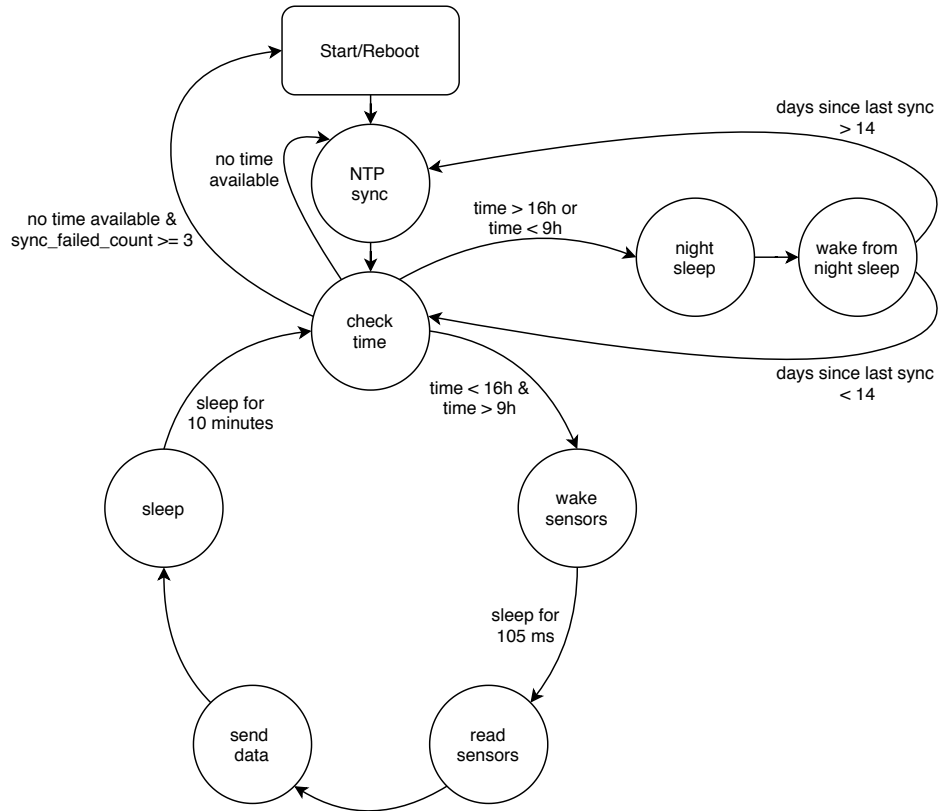 Start/Reboot
days since last sync
> 14
no time
available
NTP
sync
no time available &
sync_failed_count >= 3
time > 16h or
time < 9h
night
sleep
wake from
night sleep
check
time
days since last sync
< 14
time < 16h &
time > 9h
sleep for
10 minutes
sleep
wake
sensors
sleep for
105 ms
send
data
read
sensors